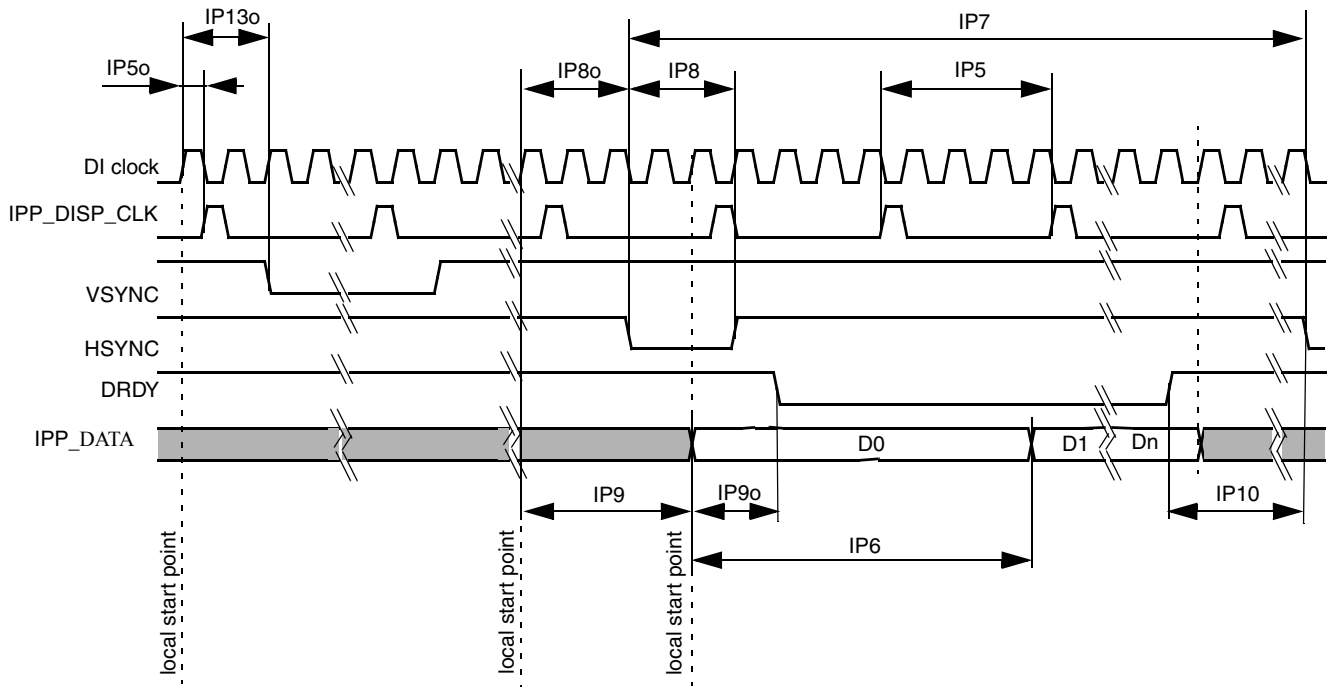 IP13o
IP7
IP5o
IP8o
IP8
IP5
DI clock
IPP_DISP_CLK
VSYNC
HSYNC
DRDY
IPP_DATA
D0
D1
Dn
IP9
IP9o
IP10
IP6
local start point
local start point
local start point